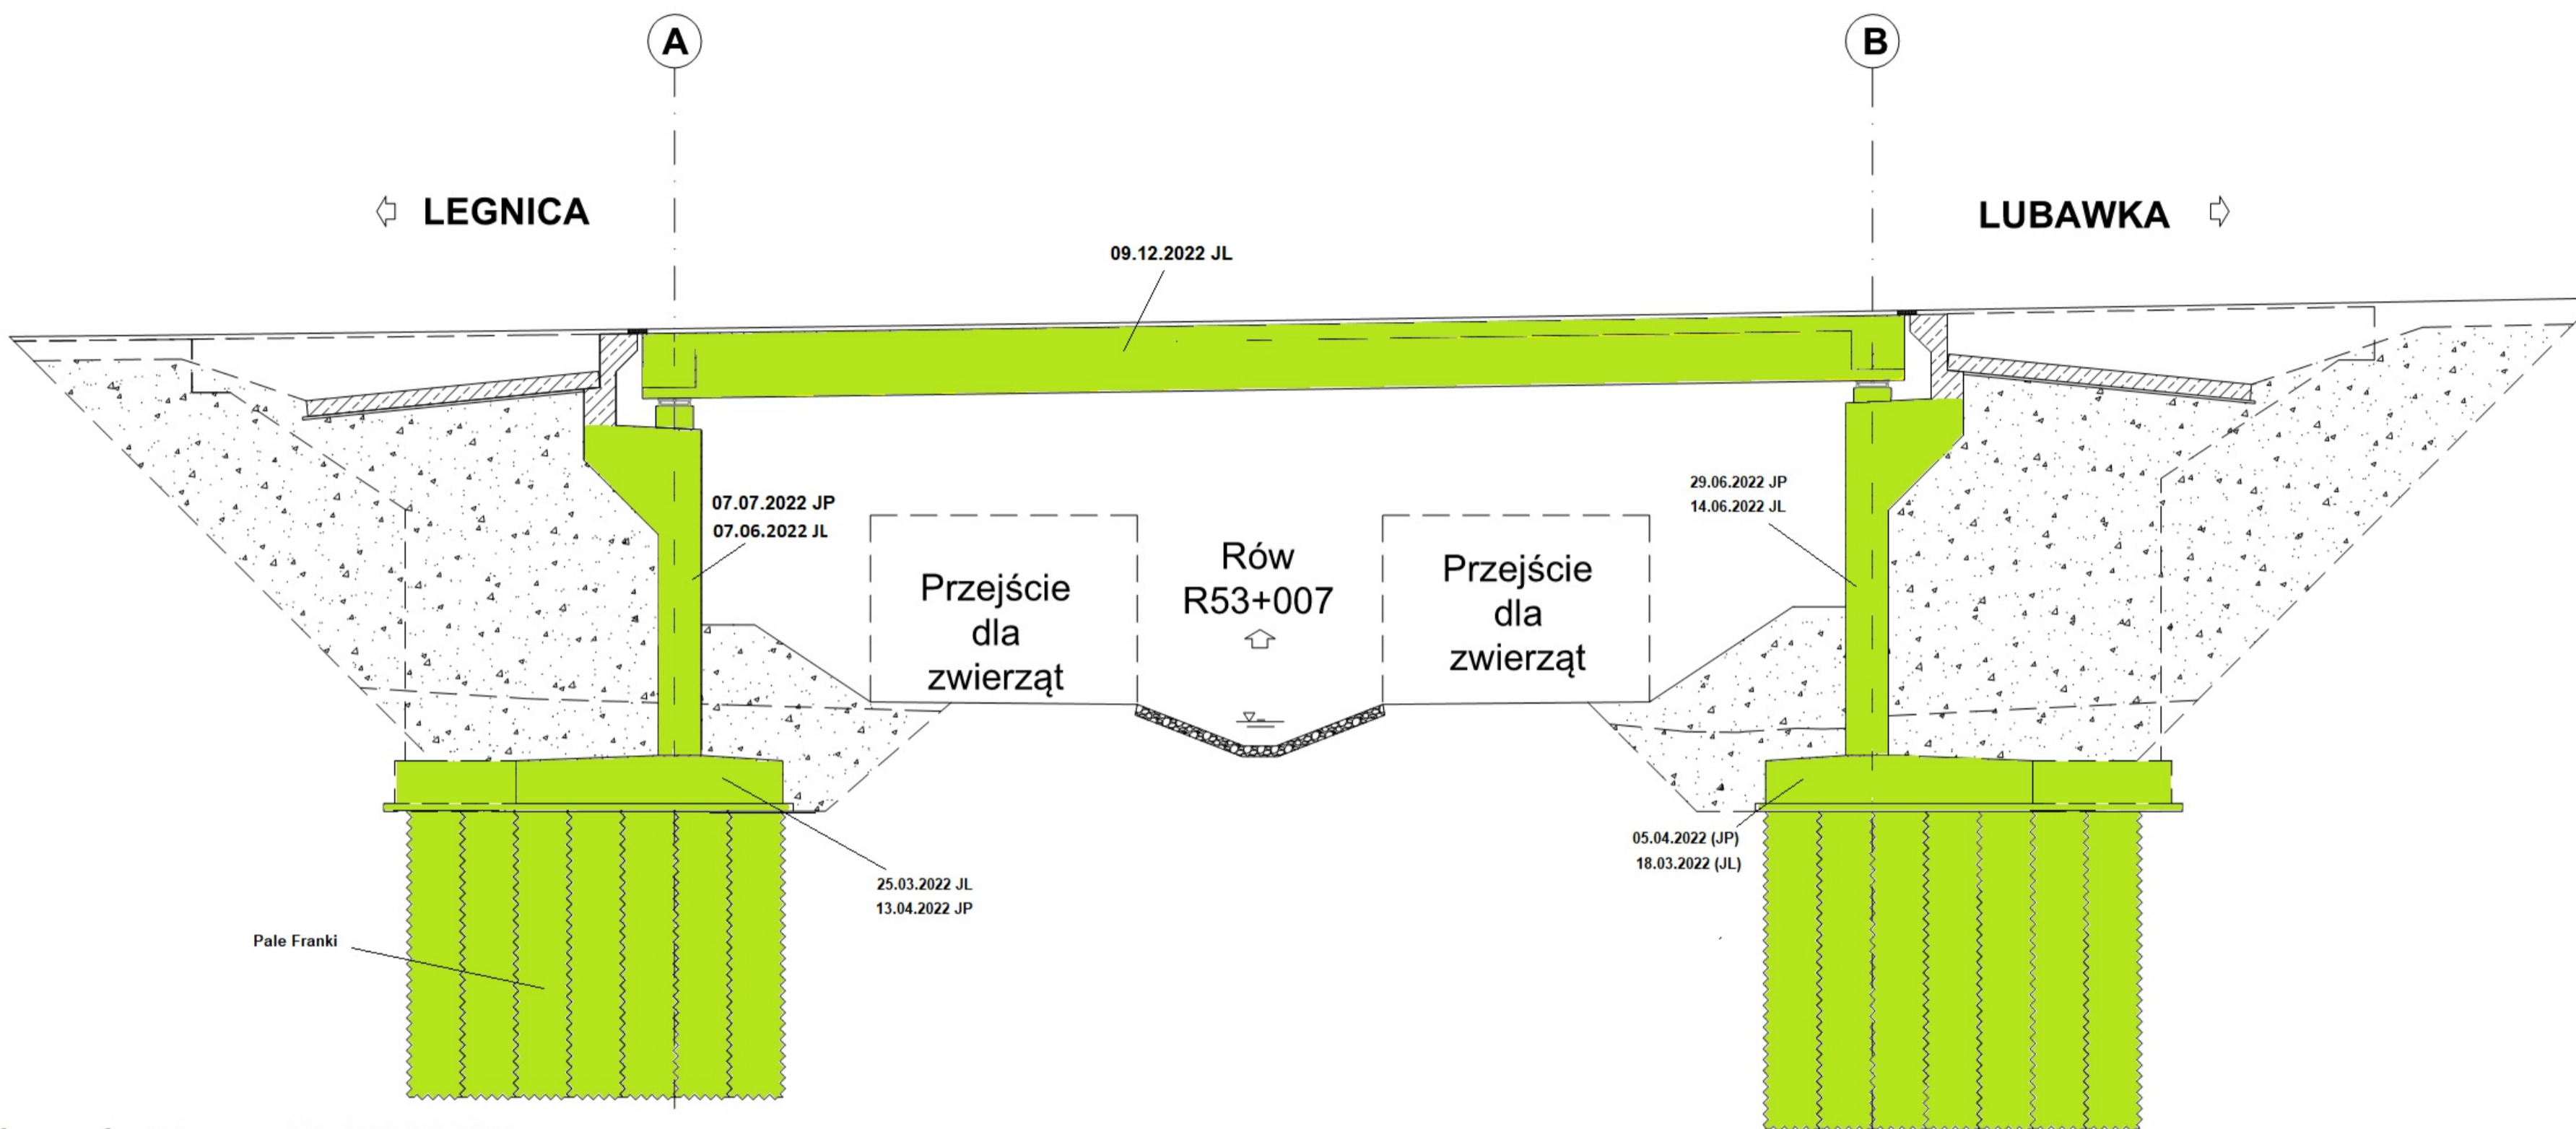 A
B
LEGNICA
LUBAWKA
09.12.2022 JL
07.07.2022 JP
07.06.2022 JL
29.06.2022 JP
14.06.2022 JL
Przejście
dla
zwierząt
Rów
R53+007
Przejście
dla
zwierząt
25.03.2022 JL
13.04.2022 JP
05.04.2022 (JP)
18.03.2022 (JL)
Pale Franki